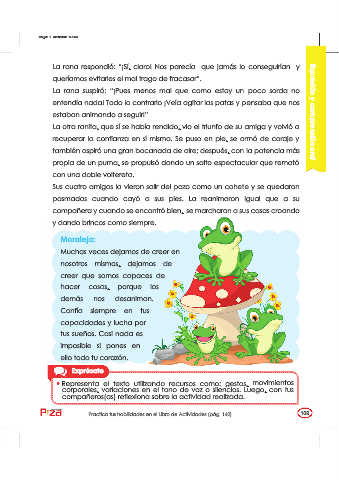 La rana respondió: "¡Sí, claro! Nos parecía que jamás lo conseguirían y
queríamos evitarles el mal trago de fracasar".
La rana suspiró: "¡Pues menos mal que como estoy un poco sorda no
entendía nada! Todo lo contrario ¡Veía agitar las patas y pensaba que nos
estaban animando a seguir!"
La otra ranita, que sí se había rendido, vio el triunfo de su amiga y volvió a
recuperar la confianza en sí misma. Se puso en pie, se armó de coraje y
también aspiró una gran bocanada de aire; después, con la potencia más
propia de un puma, se propulsó dando un salto espectacular que remató
con una doble voltereta.
Sus cuatro amigas la vieron salir del pozo como un cohete y se quedaron
pasmadas cuando cayó a sus pies. La reanimaron igual que a su
compañera y cuando se encontró bien, se marcharon a sus casas croando
y dando brincos como siempre.
Moraleja:
Muchas veces dejamos de creer en
nosotros mismos, dejamos de
creer que somos capaces de
hacer cosas, porque los
demás nos desaniman.
Confía siempre en tus
capacidades y lucha por
tus sueños. Casi nada es
imposible si pones en
ello todo tu corazón.
Exprésate
• Representa el texto utilizando recursos como: gestos, movimientos
corporales, variaciones en el tono de voz o silencios. Luego, con tus
compañeros(as) reflexiona sobre la actividad realizada.
Practica tus habilidades en el Libro de Actividades (pág. 143)